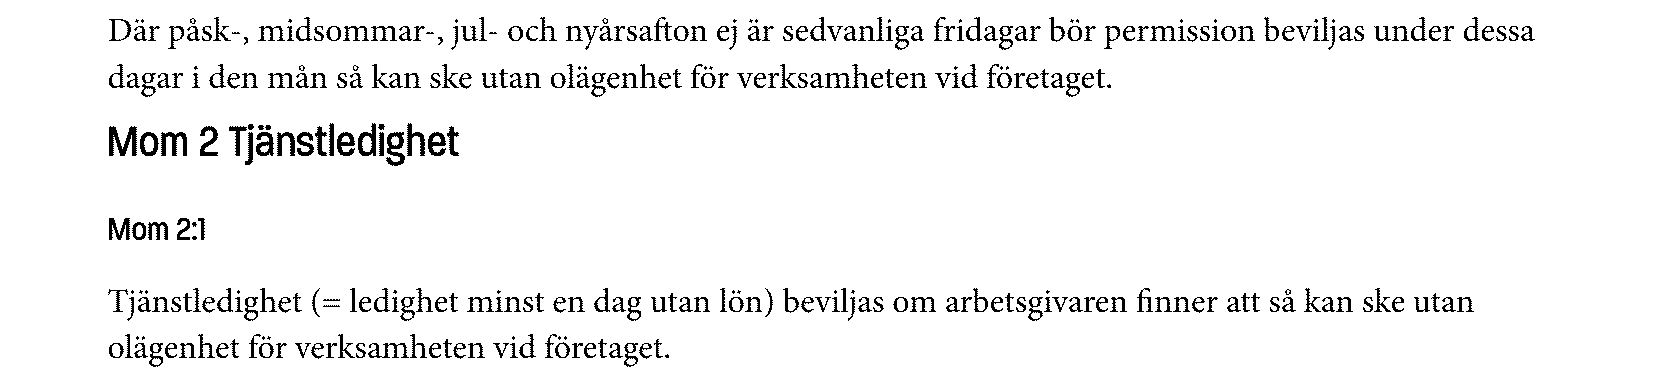 Där påsk-, midsommar-, jul- och nyårsafton ej är sedvanliga fridagar bör permission beviljas under dessa
dagar i den mån så kan ske utan olägenhet för verksamheten vid företaget.
Mom 2 Tjänstledighet
Mom 2:1
Tjänstledighet (= ledighet minst en dag utan lön) beviljas om arbetsgivaren finner att så kan ske utan
olägenhet för verksamheten vid företaget.